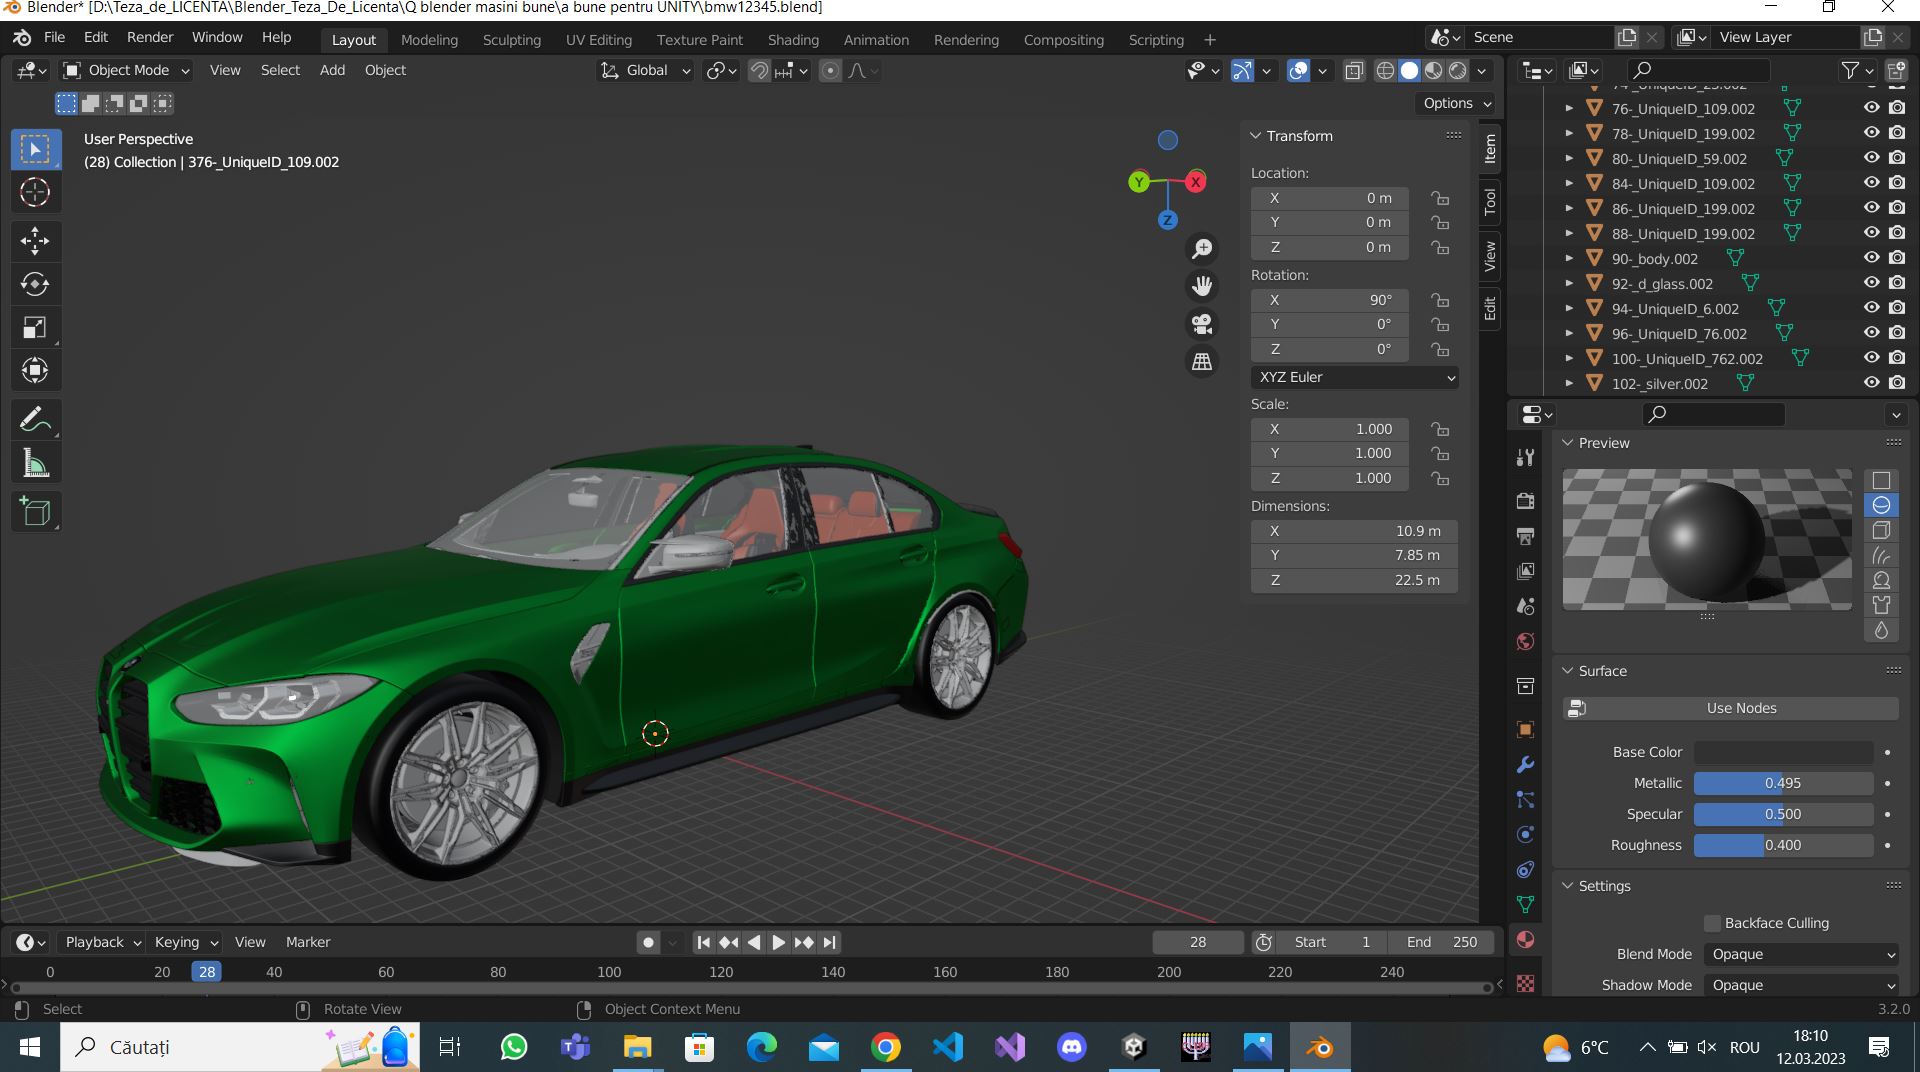 Blender* [D:\Teza_de_LICENTA\Blender_Teza_De_Licenta\Q blender masini bune\a bune pentru UNITY\bmw12345.blend]
File Edit Render Window Help Layout Modeling Sculpting UV Editing Texture Paint Shading Animation Rendering Compositing Scripting + Scene View Layer
Object Mode View Select Add Object Global
Options
User Perspective
(28) Collection | 376-_UniqueID_109.002
Y X
Z
Transform
Location:
X 0 m
Y 0 m
Z 0 m
Rotation:
X 90°
Y 0°
Z 0°
XYZ Euler
Scale:
X 1.000
Y 1.000
Z 1.000
Dimensions:
X 10.9 m
Y 7.85 m
Z 22.5 m
Item
Tool
View
Edit
76-_UniqueID_109.002
78-_UniqueID_199.002
80-_UniqueID_59.002
84-_UniqueID_109.002
86-_UniqueID_199.002
88-_UniqueID_199.002
90-_body.002
92-_d_glass.002
94-_UniqueID_6.002
96-_UniqueID_76.002
100-_UniqueID_762.002
102-_silver.002
Preview
Surface
Use Nodes
Base Color
Metallic 0.495
Specular 0.500
Roughness 0.400
Settings
Backface Culling
Blend Mode Opaque
Shadow Mode Opaque
Playback Keying View Marker 28 Start 1 End 250
0 20 28 40 60 80 100 120 140 160 180 200 220 240
Select Rotate View Object Context Menu 3.2.0
Căutați 6°C ROU 18:10
12.03.2023